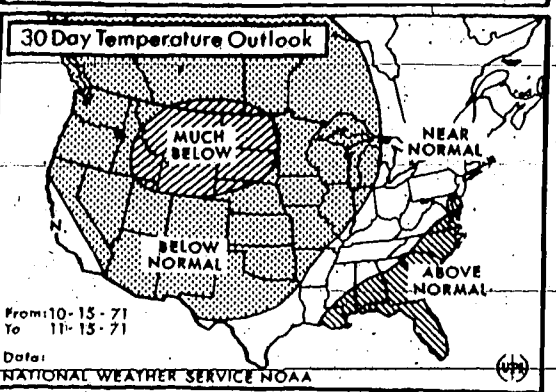 30 Day Temperature Outlook
MUCH
BELOW
NEAR
NORMAL
N.
BELOW
NORMAL
ABOVE
NORMAL
From: 10-15-71
To 11-15-71
Data:
NATIONAL WEATHER SERVICE NOAA
UPI